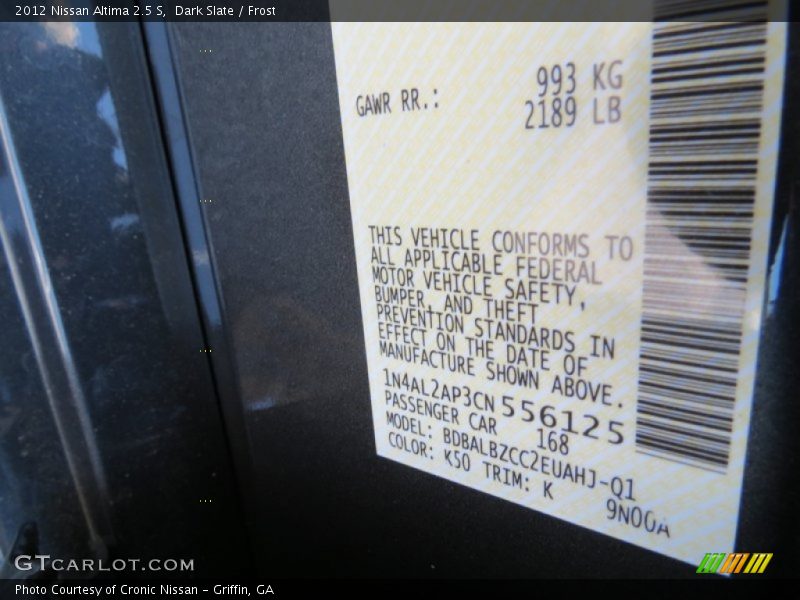 2012 Nissan Altima 2.5 S, Dark Slate / Frost
GAWR RR.: 993 KG
2189 LB
THIS VEHICLE CONFORMS TO
ALL APPLICABLE FEDERAL
MOTOR VEHICLE SAFETY,
BUMPER, AND THEFT
PREVENTION STANDARDS IN
EFFECT ON THE DATE OF
MANUFACTURE SHOWN ABOVE.
1N4AL2AP3CN556125
PASSENGER CAR 168
MODEL: BDBALBZCC2EUAHJ-Q1
COLOR: K50 TRIM: K 9N00A
GTCARLOT.COM
Photo Courtesy of Cronic Nissan – Griffin, GA